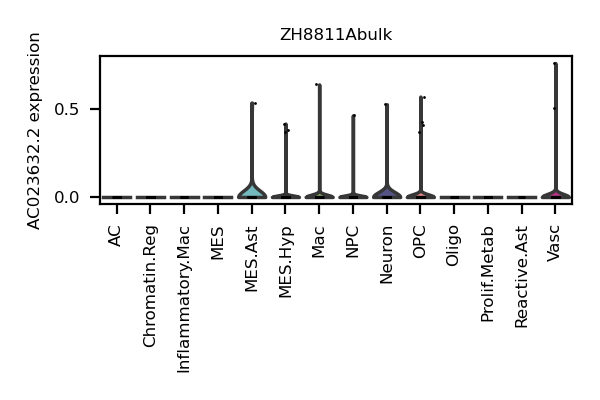 ZH8811Abulk
AC023632.2 expression
0.5
0.0
AC
Chromatin.Reg
Inflammatory.Mac
MES
MES.Ast
MES.Hyp
Mac
NPC
Neuron
OPC
Oligo
Prolif.Metab
Reactive.Ast
Vasc